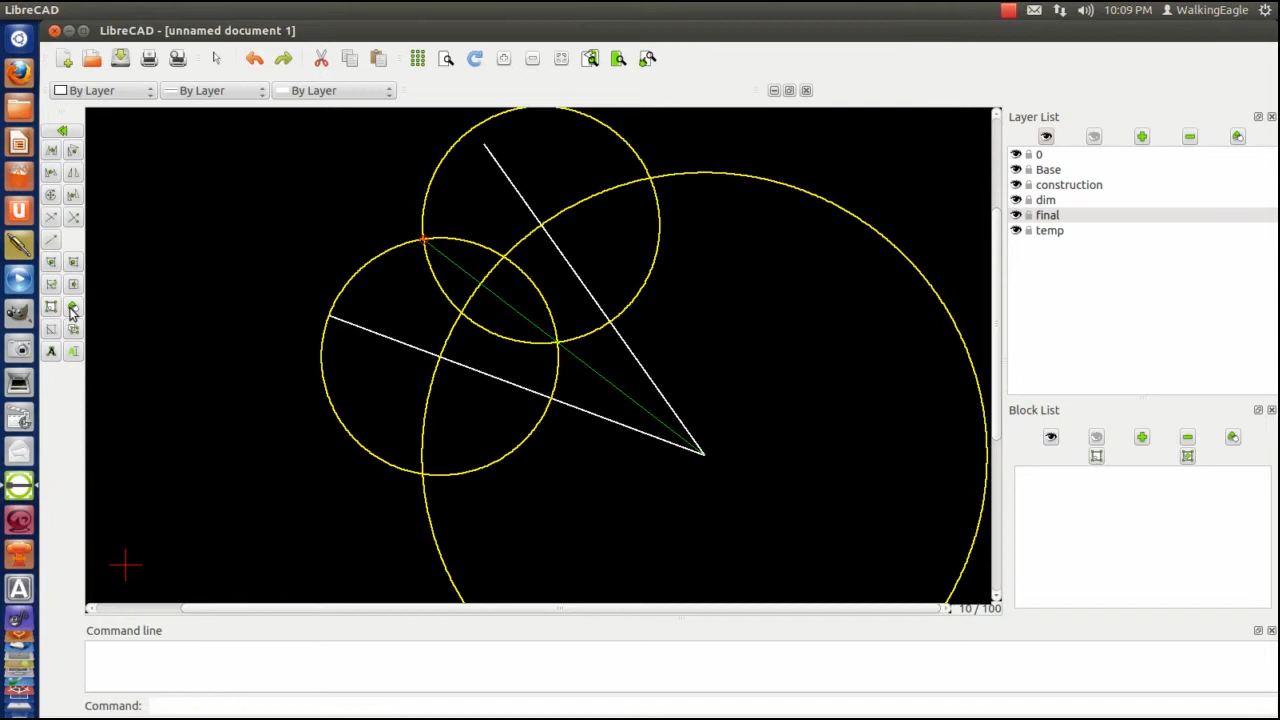 LibreCAD
10:09 PM
WalkingEagle
LibreCAD - [unnamed document 1]
By Layer
By Layer
By Layer
Layer List
0
Base
construction
dim
final
temp
Block List
10 / 100
Command line
Command: